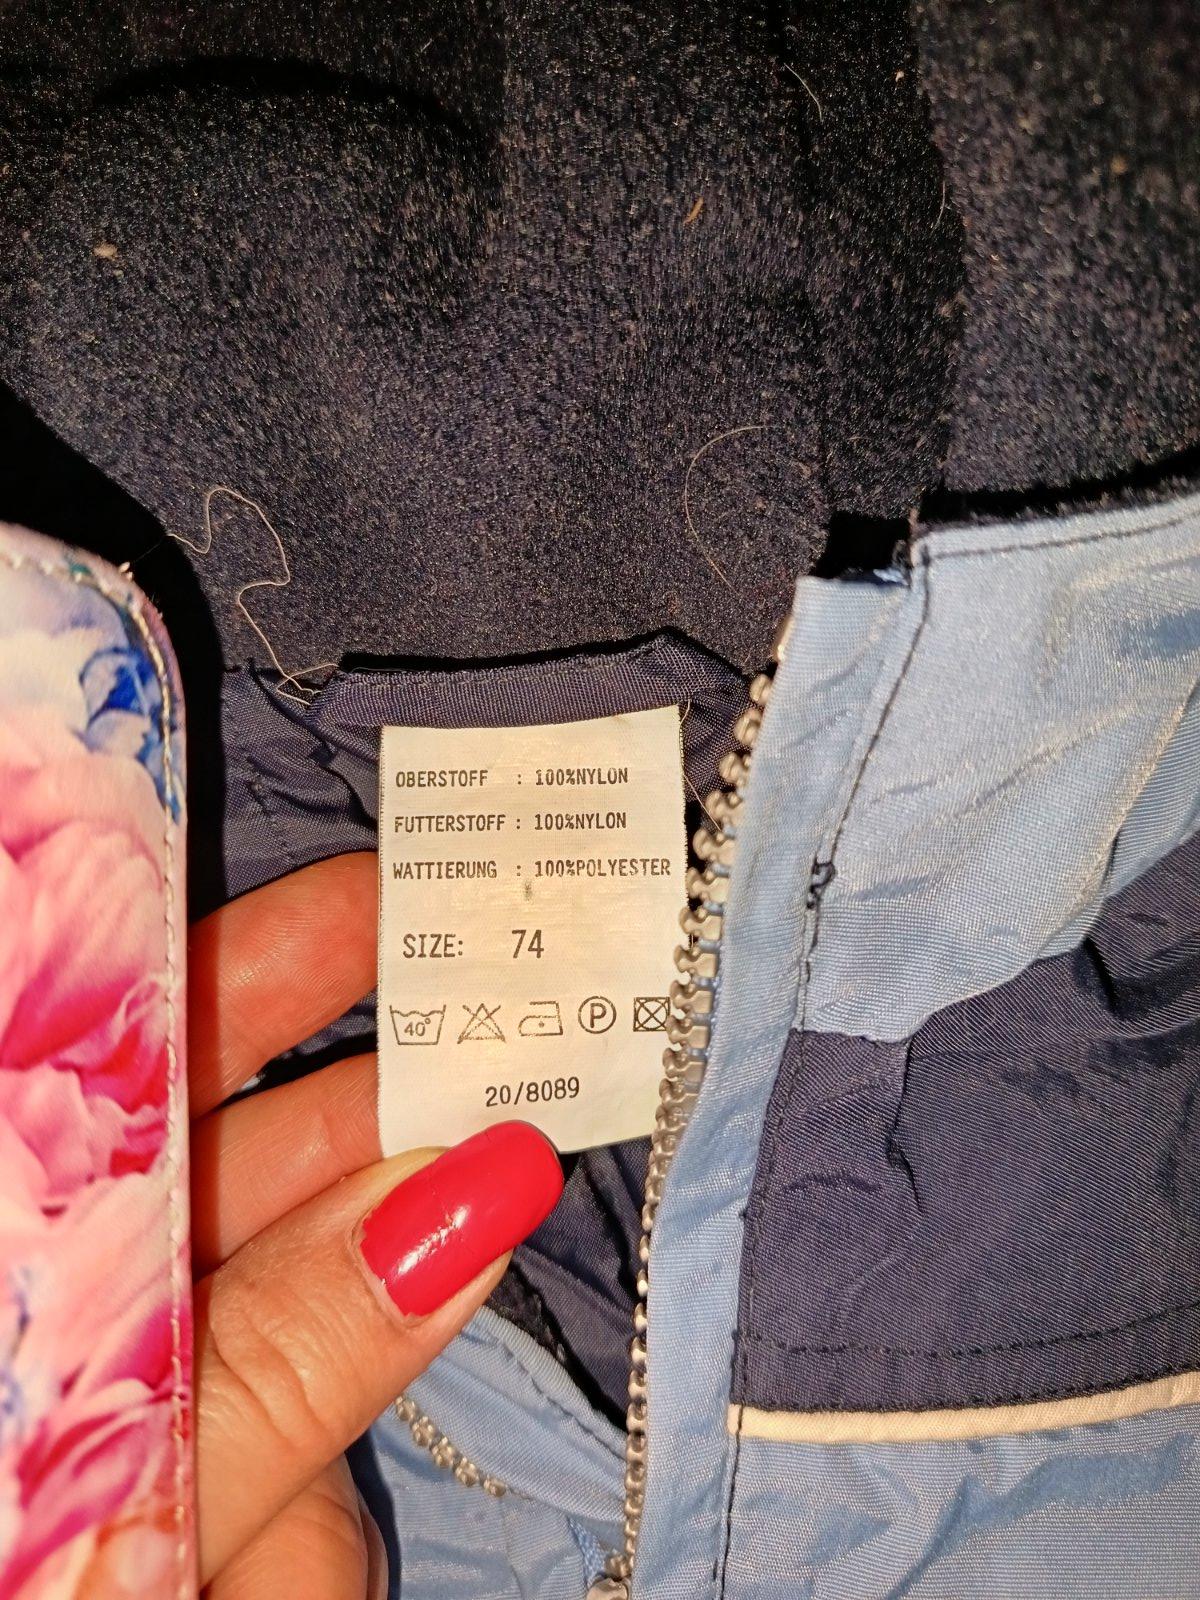 OBERSTOFF : 100%NYLON
FUTTERSTOFF : 100%NYLON
WATTIERUNG : 100%POLYESTER
SIZE: 74
40° P
20/8089